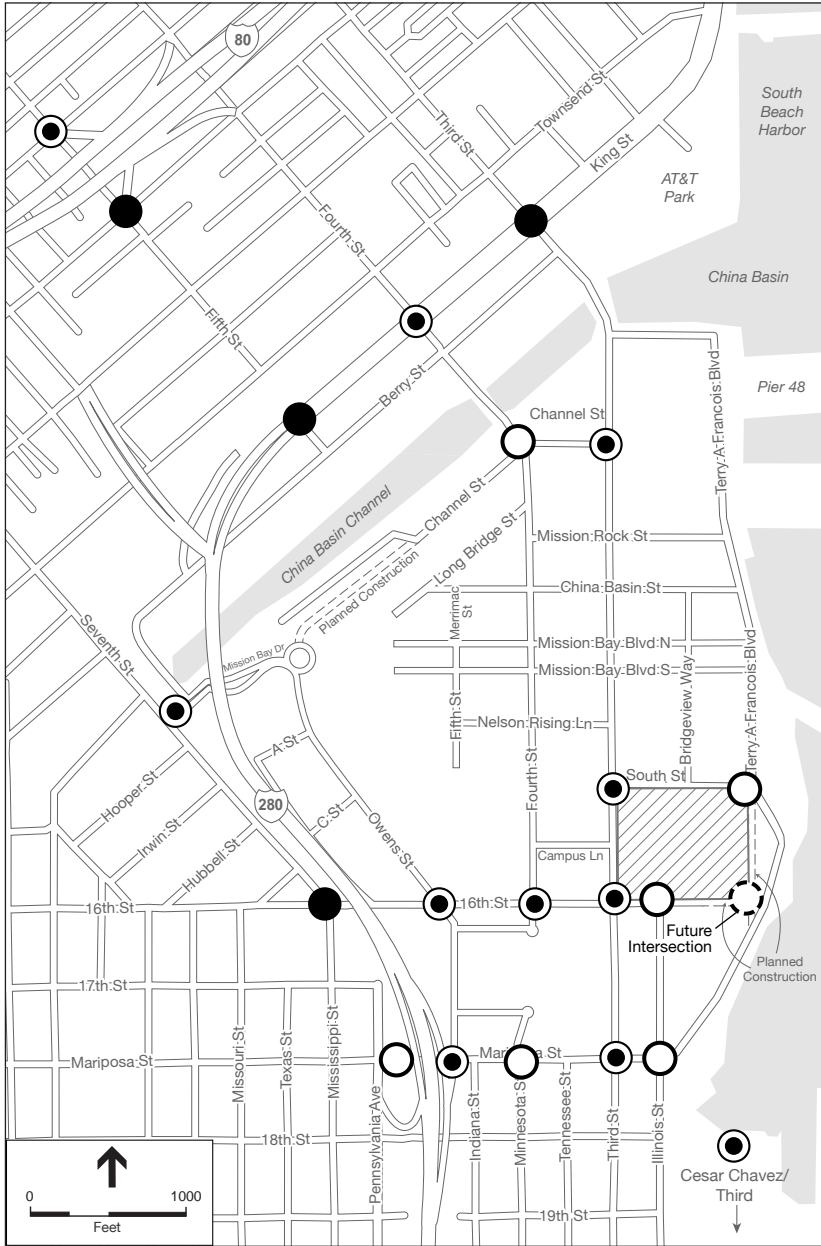 80
South
Beach
Harbor
Townsend St
Third St
King St
AT&T
Park
Fourth St
China Basin
Fifth St
Terry A Francois Blvd
Pier 48
Berry St
Channel St
China Basin Channel
Channel St
Long Bridge St
Mission Rock St
Planned Construction
China Basin St
Merrimac
St
Seventh St
Mission Bay Dr
Mission Bay Blvd N
Mission Bay Blvd S
Bridgeview Way
Terry A Francois Blvd
Fifth St
Nelson Rising Ln
A St
Fourth St
South St
Hooper St
280
C St
Irwin St
Owens St
Hubbell St
Campus Ln
16th St
16th St
Future
Intersection
Planned
Construction
17th St
Missouri St
Texas St
Mississippi St
Mariposa St
Mariposa St
Pennsylvania Ave
Indiana St
Minnesota St
Tennessee St
Third St
Illinois St
18th St
Cesar Chavez/
Third
0
1000
Feet
19th St